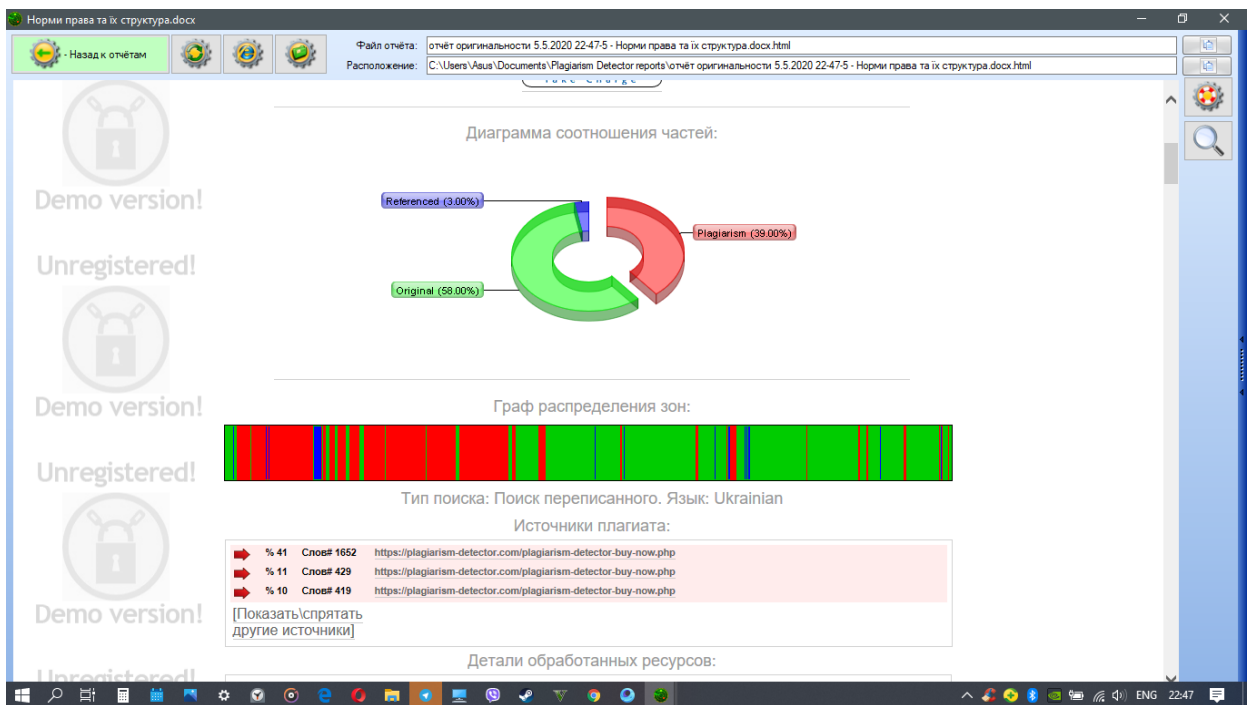 Норми права та їх структура.docx
- Назад к отчётам
Файл отчёта: отчёт оригинальности 5.5.2020 22-47-5 - Норми права та їх структура.docx.html
Расположение: C:\Users\Asus\Documents\Plagiarism Detector reports\отчёт оригинальности 5.5.2020 22-47-5 - Норми права та їх структура.docx.html
Take Charge
Диаграмма соотношения частей:
Demo version!
Referenced (3.00%)
Plagiarism (39.00%)
Unregistered!
Original (58.00%)
Demo version!
Граф распределения зон:
Unregistered!
Тип поиска: Поиск переписанного. Язык: Ukrainian
Источники плагиата:
% 41 Слов# 1652 https://plagiarism-detector.com/plagiarism-detector-buy-now.php
% 11 Слов# 429 https://plagiarism-detector.com/plagiarism-detector-buy-now.php
% 10 Слов# 419 https://plagiarism-detector.com/plagiarism-detector-buy-now.php
Demo version!
[Показать\спрятать
другие источники]
Детали обработанных ресурсов:
Unregistered!
ENG 22:47